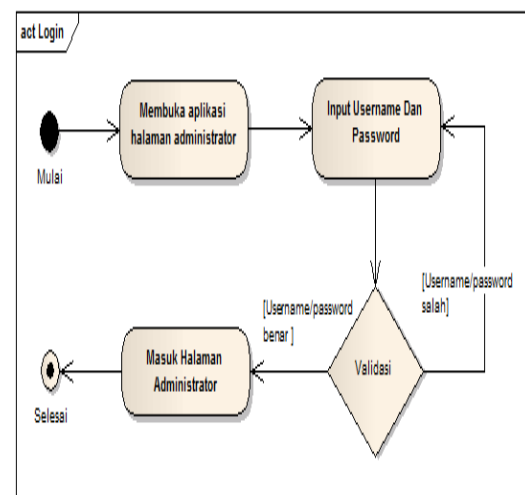 act Login
Membuka aplikasi
halaman administrator
Input Username Dan
Password
Mulai
[Username/password
salah]
[Username/password
benar ]
Validasi
Masuk Halaman
Administrator
Selesai